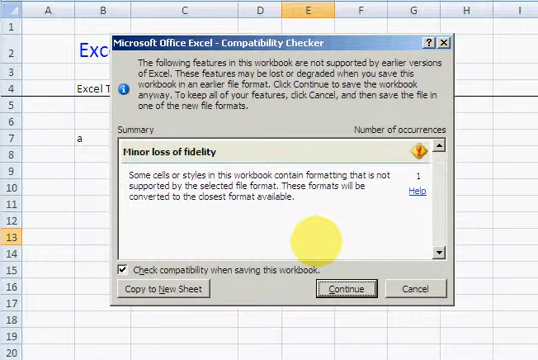 A B C D E F G H I
1
Microsoft Office Excel - Compatibility Checker
2
Exc
The following features in this workbook are not supported by earlier versions
of Excel. These features may be lost or degraded when you save this
workbook in an earlier file format. Click Continue to save the workbook
anyway. To keep all of your features, click Cancel, and then save the file in
one of the new file formats.
3
4
Excel T
5
6
7
a
8
9
10
11
12
13
14
15
16
17
18
19
20
Summary
Number of occurrences
Minor loss of fidelity
Some cells or styles in this workbook contain formatting that is not
supported by the selected file format. These formats will be
converted to the closest format available.
1
Help
Check compatibility when saving this workbook.
Copy to New Sheet
Continue
Cancel